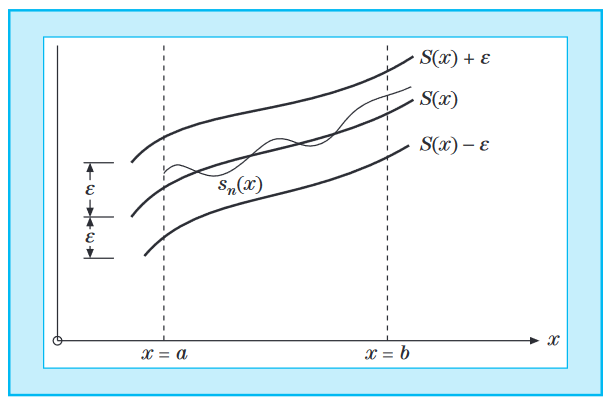 S(x) + ε
S(x)
S(x) − ε
ε
sₙ(x)
ε
x
x = a
x = b